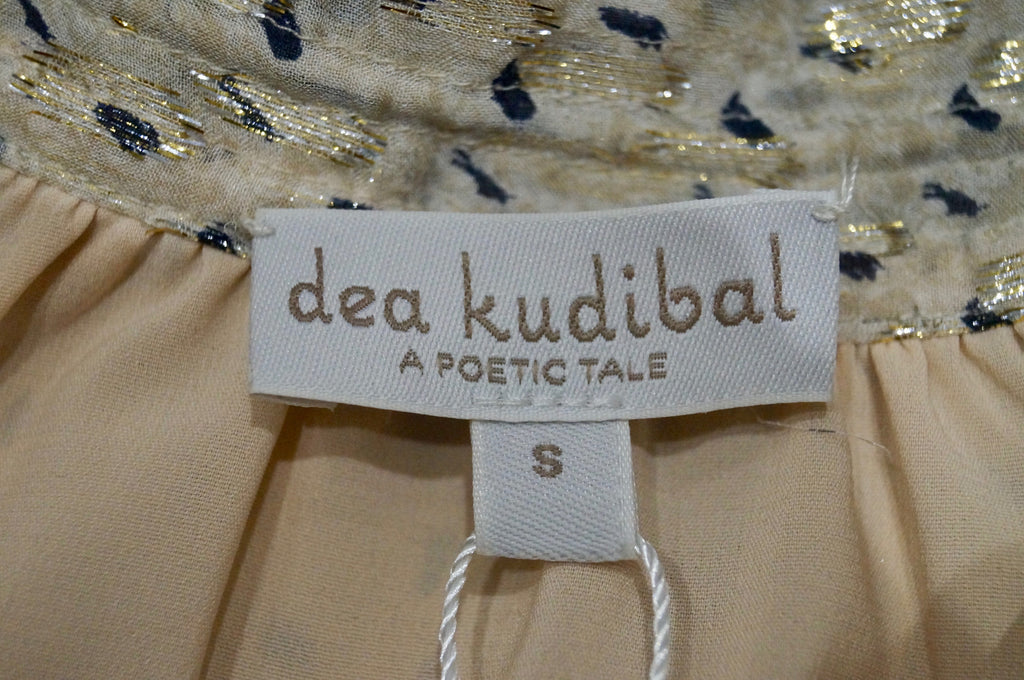 dea kudibal
A POETIC TALE
S